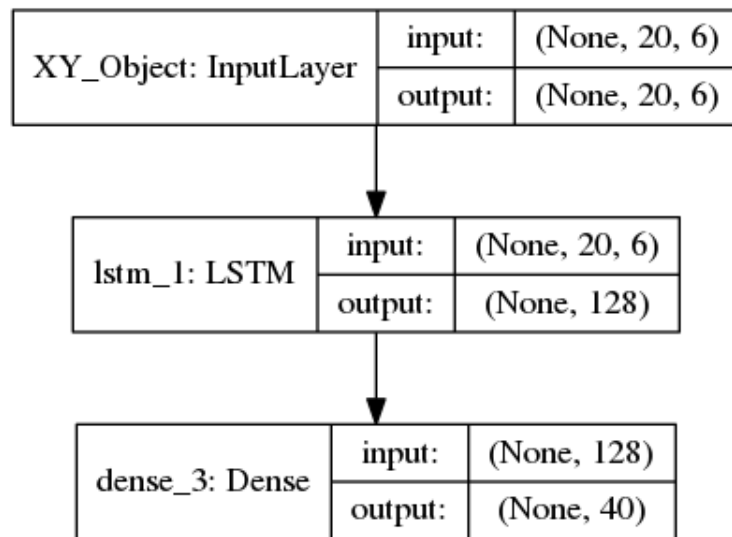 XY_Object: InputLayer
input:
(None, 20, 6)
output:
(None, 20, 6)
lstm_1: LSTM
input:
(None, 20, 6)
output:
(None, 128)
dense_3: Dense
input:
(None, 128)
output:
(None, 40)